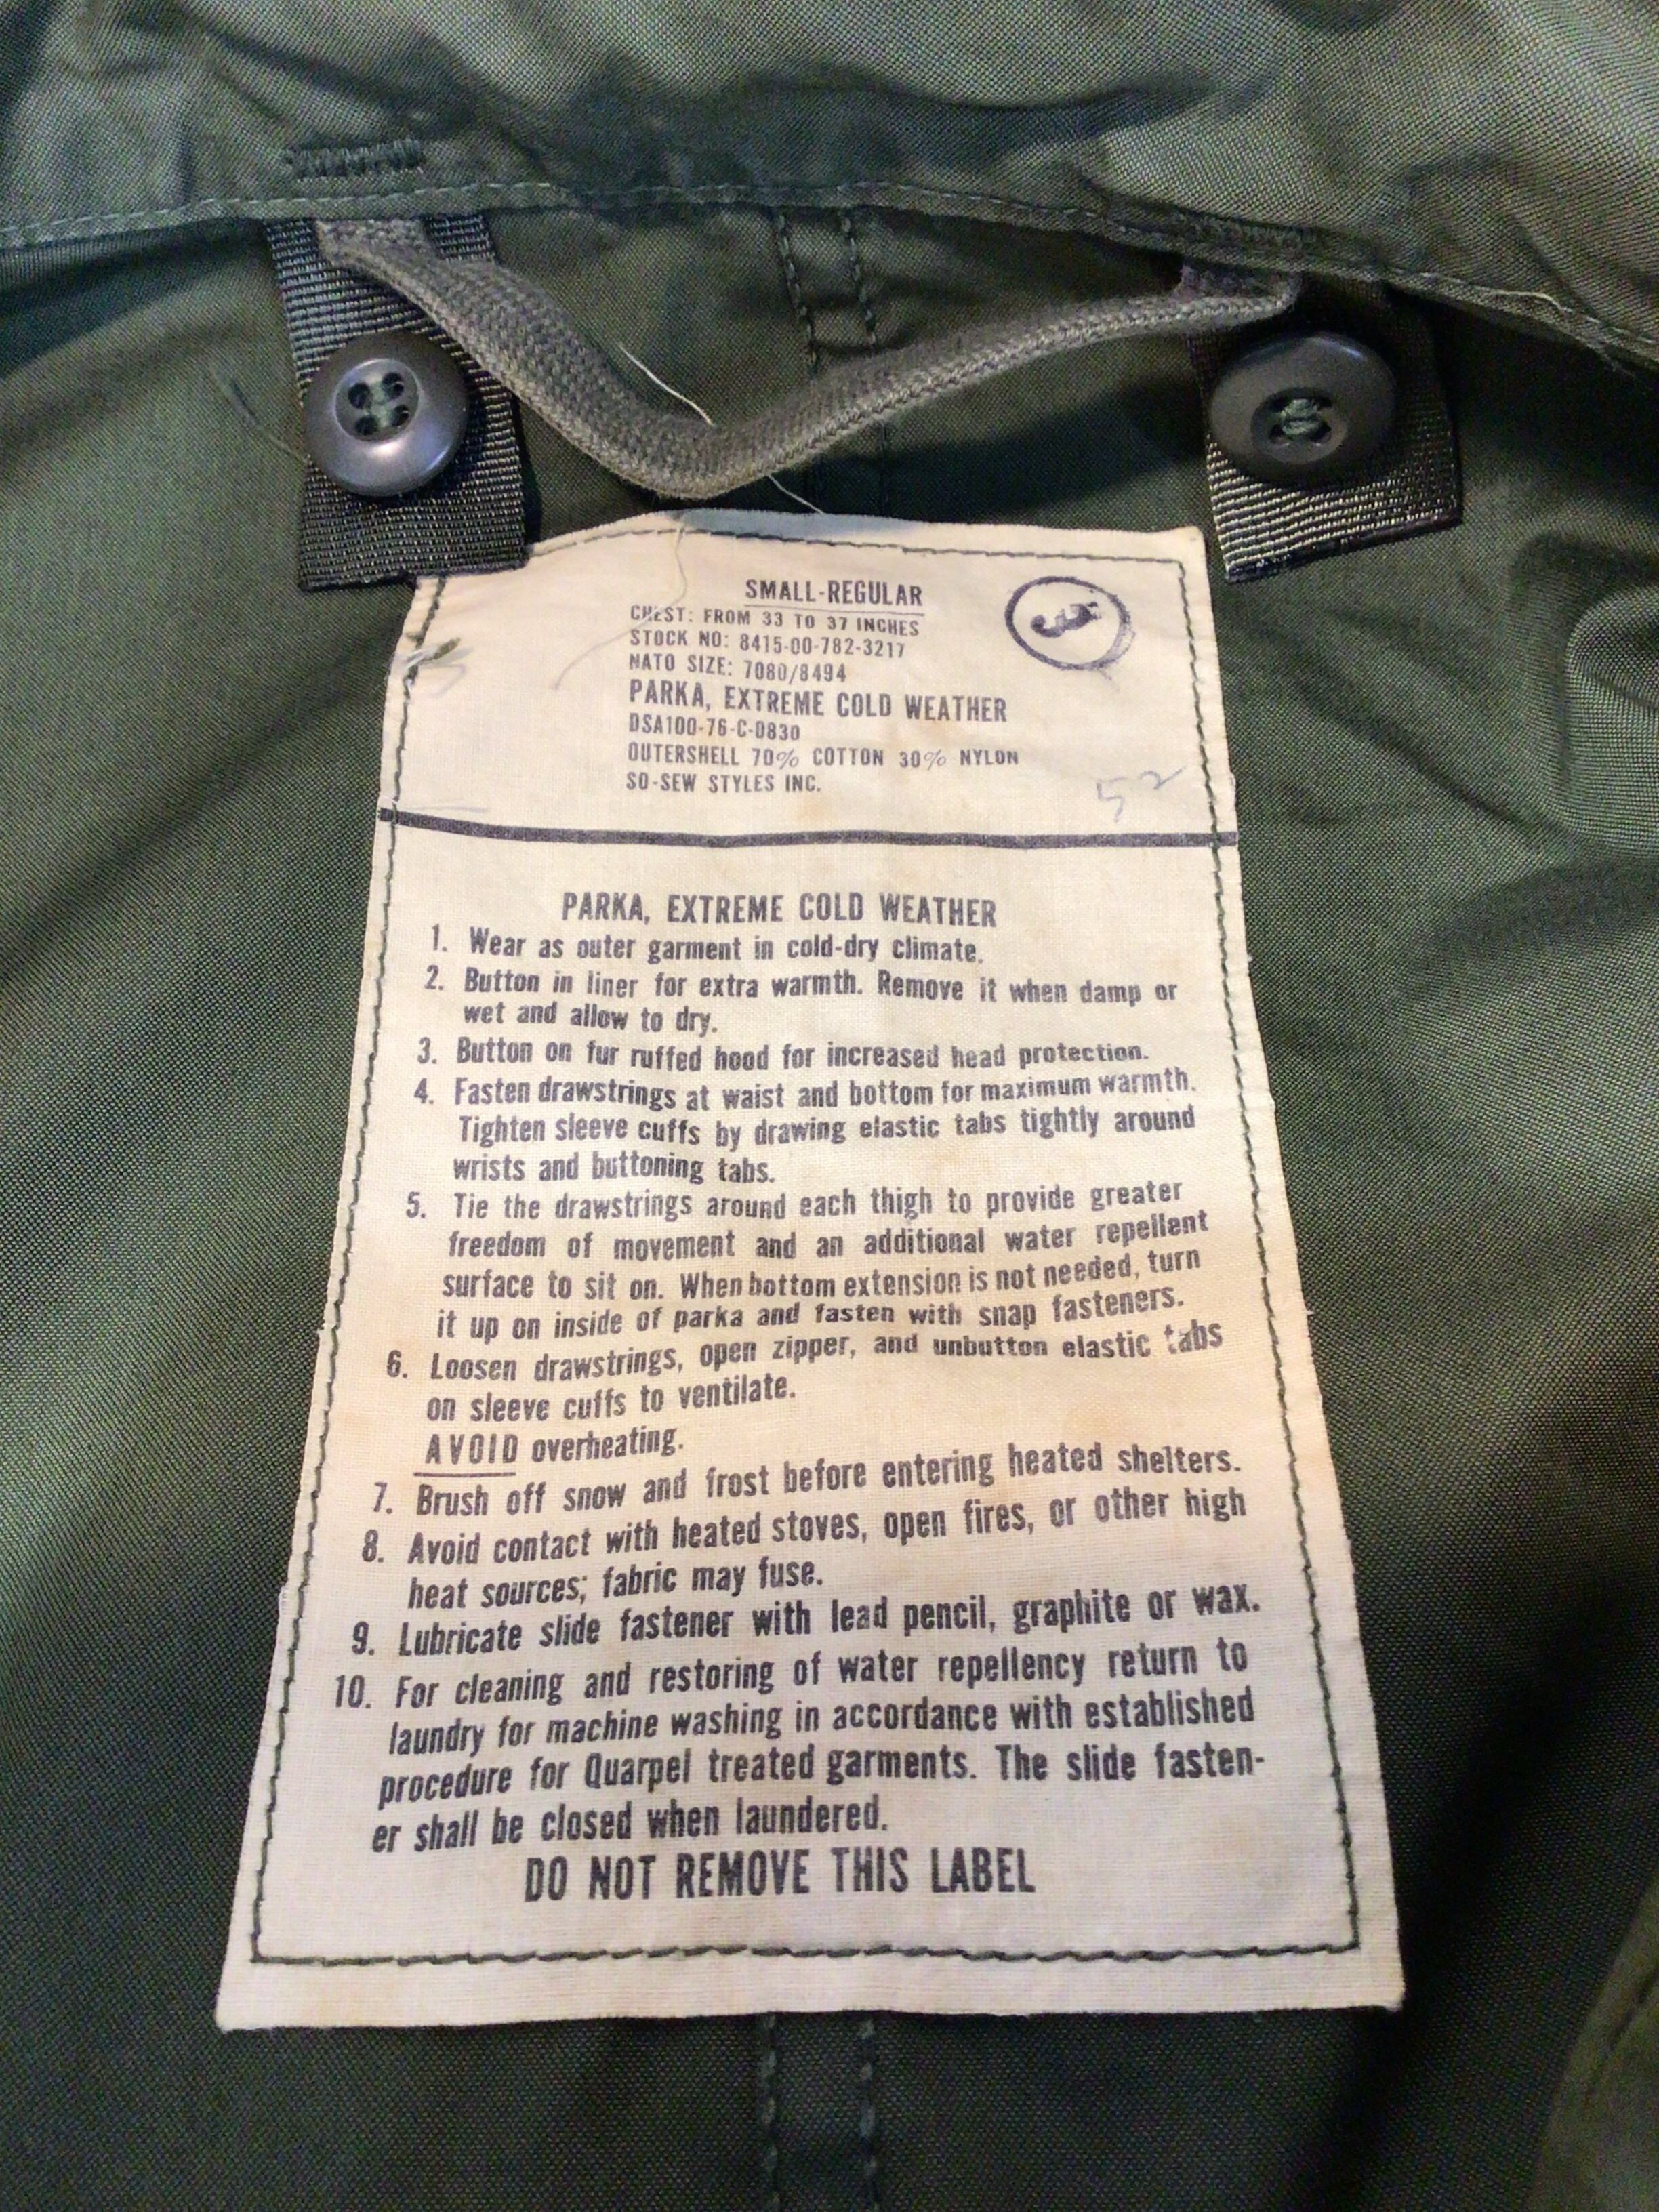 SMALL-REGULAR
CHEST: FROM 33 TO 37 INCHES
STOCK NO: 8415-00-782-3217
NATO SIZE: 7080/8494
PARKA, EXTREME COLD WEATHER
DSA100-76-C-0830
OUTERSHELL 70% COTTON 30% NYLON
SO-SEW STYLES INC.
52
PARKA, EXTREME COLD WEATHER
1. Wear as outer garment in cold-dry climate.
2. Button in liner for extra warmth. Remove it when damp or
wet and allow to dry.
3. Button on fur ruffed hood for increased head protection.
4. Fasten drawstrings at waist and bottom for maximum warmth.
Tighten sleeve cuffs by drawing elastic tabs tightly around
wrists and buttoning tabs.
5. Tie the drawstrings around each thigh to provide greater
freedom of movement and an additional water repellent
surface to sit on. When bottom extension is not needed, turn
it up on inside of parka and fasten with snap fasteners.
6. Loosen drawstrings, open zipper, and unbutton elastic tabs
on sleeve cuffs to ventilate.
AVOID overheating.
7. Brush off snow and frost before entering heated shelters.
8. Avoid contact with heated stoves, open fires, or other high
heat sources; fabric may fuse.
9. Lubricate slide fastener with lead pencil, graphite or wax.
10. For cleaning and restoring of water repellency return to
laundry for machine washing in accordance with established
procedure for Quarpel treated garments. The slide fasten-
er shall be closed when laundered.
DO NOT REMOVE THIS LABEL